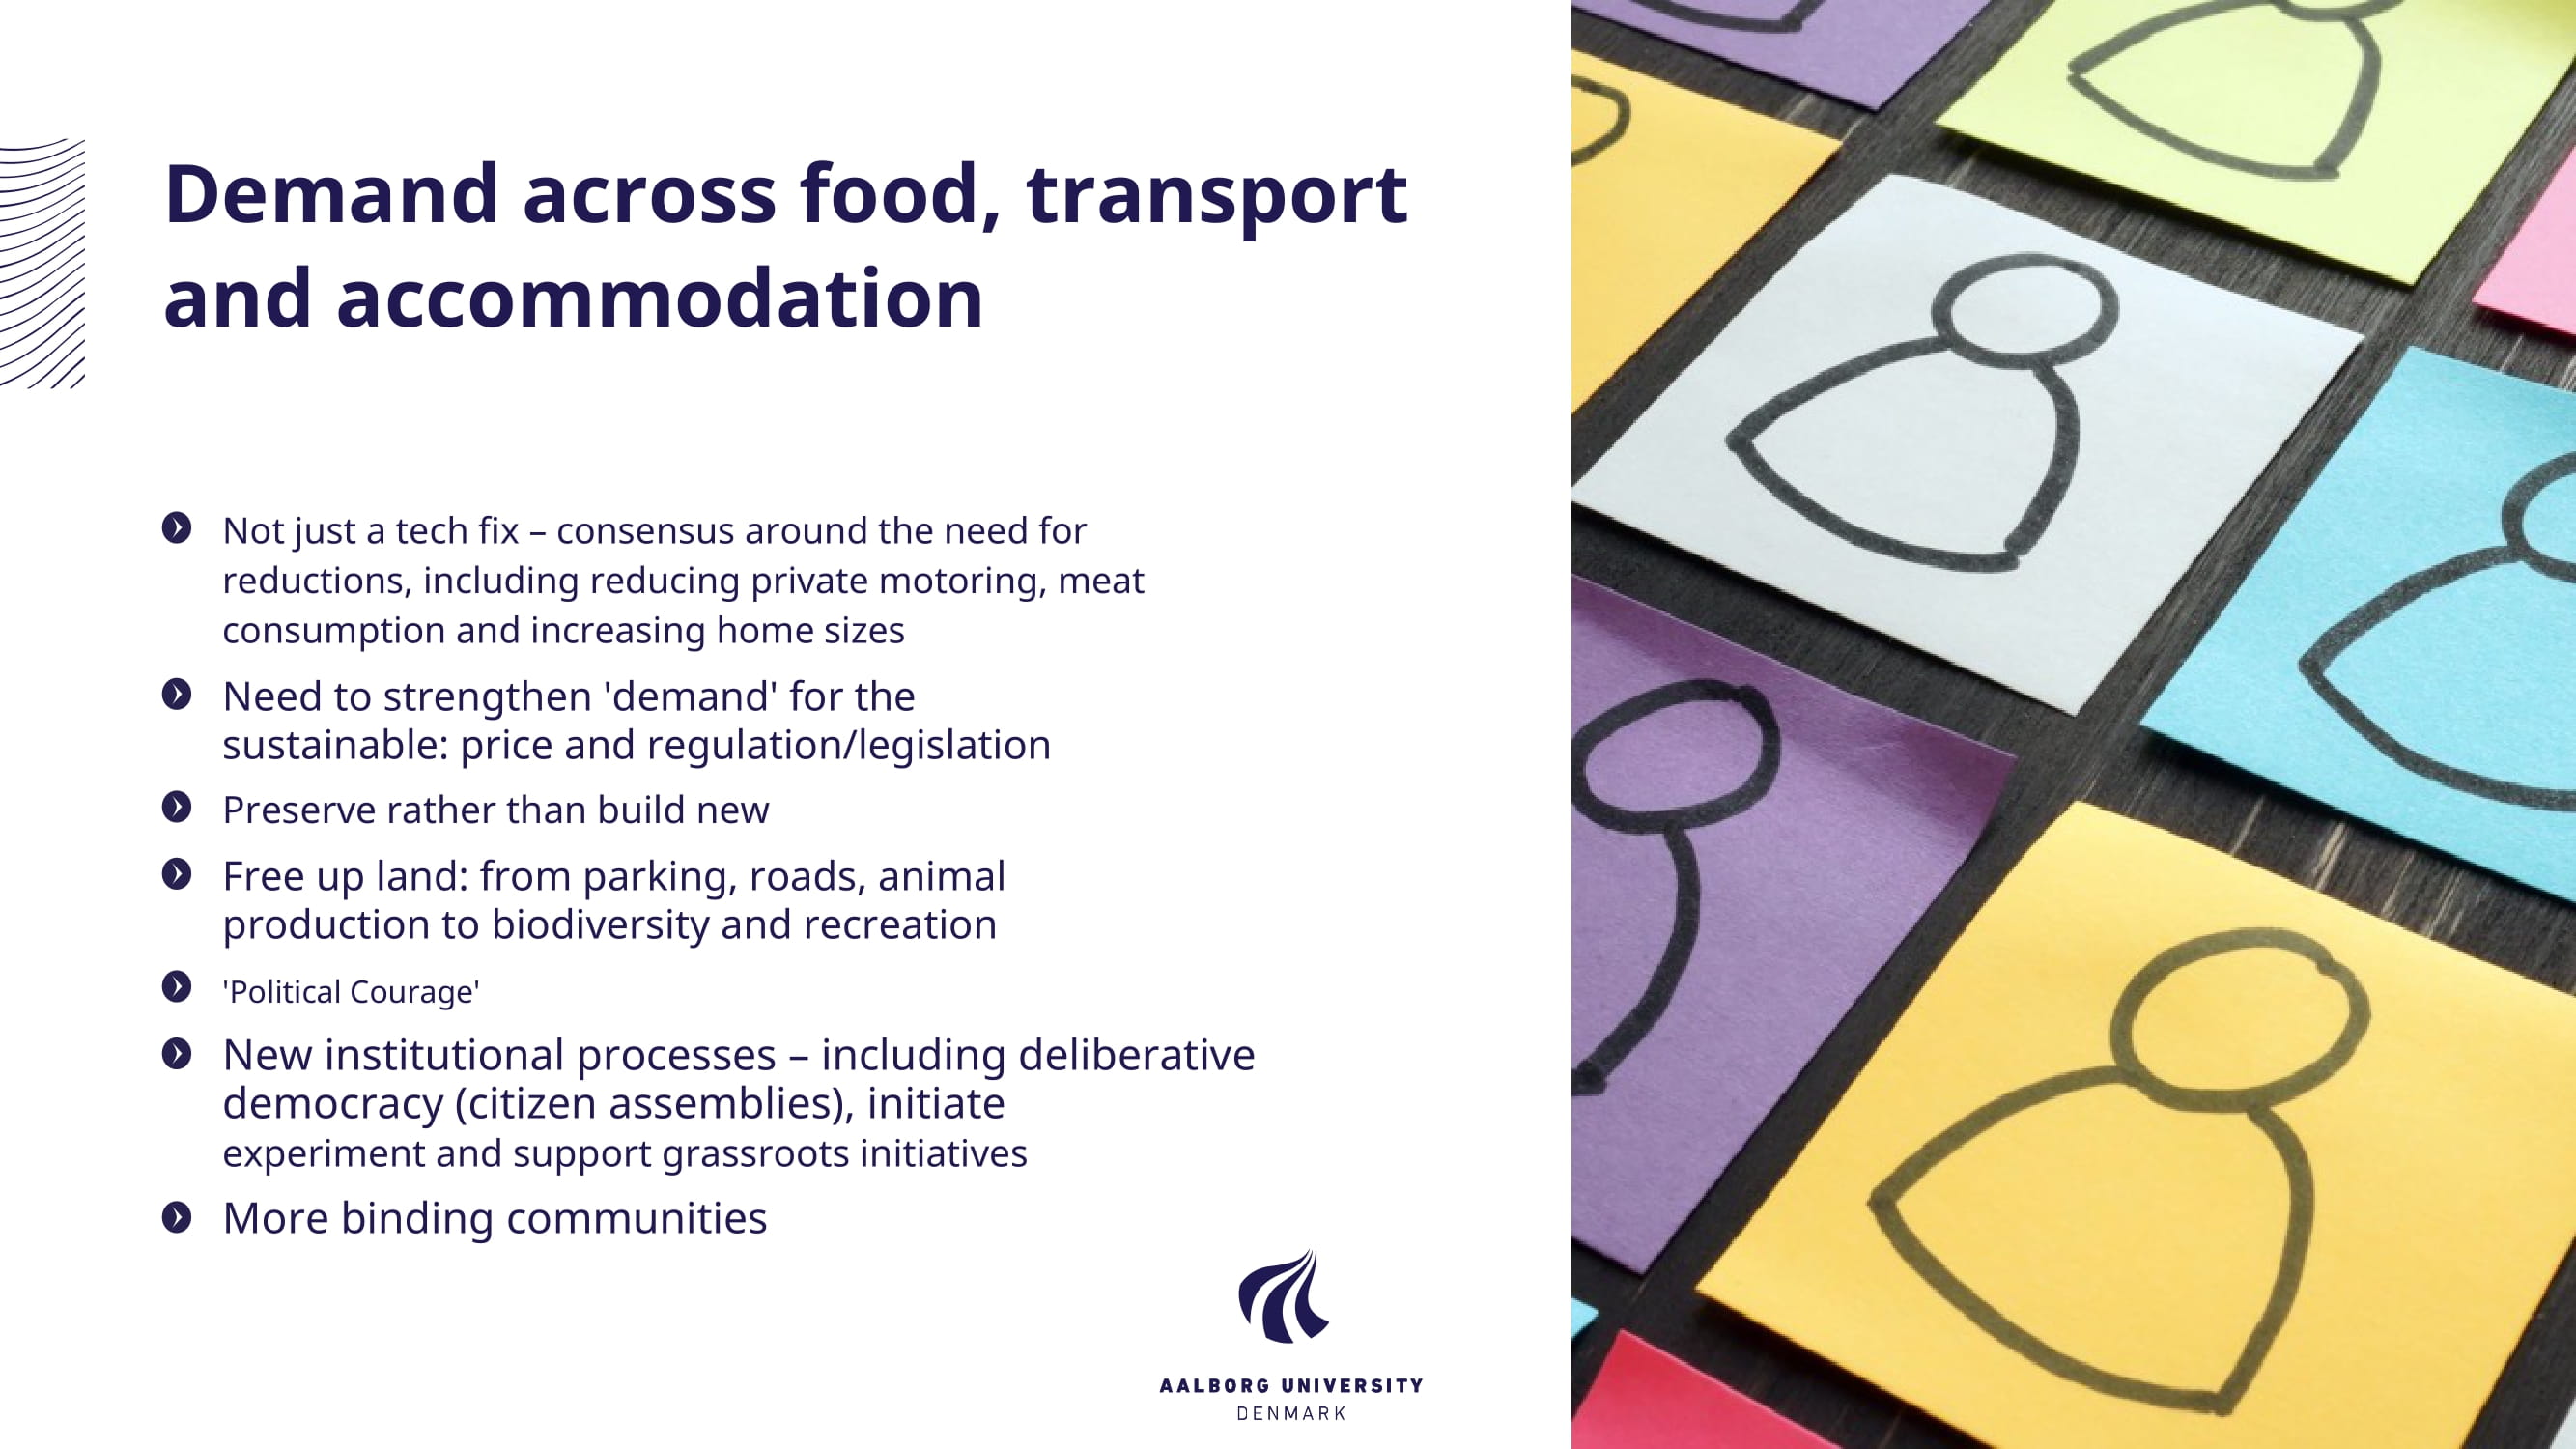 Demand across food, transport
and accommodation
Not just a tech fix – consensus around the need for
reductions, including reducing private motoring, meat
consumption and increasing home sizes
Need to strengthen 'demand' for the
sustainable: price and regulation/legislation
Preserve rather than build new
Free up land: from parking, roads, animal
production to biodiversity and recreation
'Political Courage'
New institutional processes – including deliberative
democracy (citizen assemblies), initiate
experiment and support grassroots initiatives
More binding communities
AALBORG UNIVERSITY
DENMARK